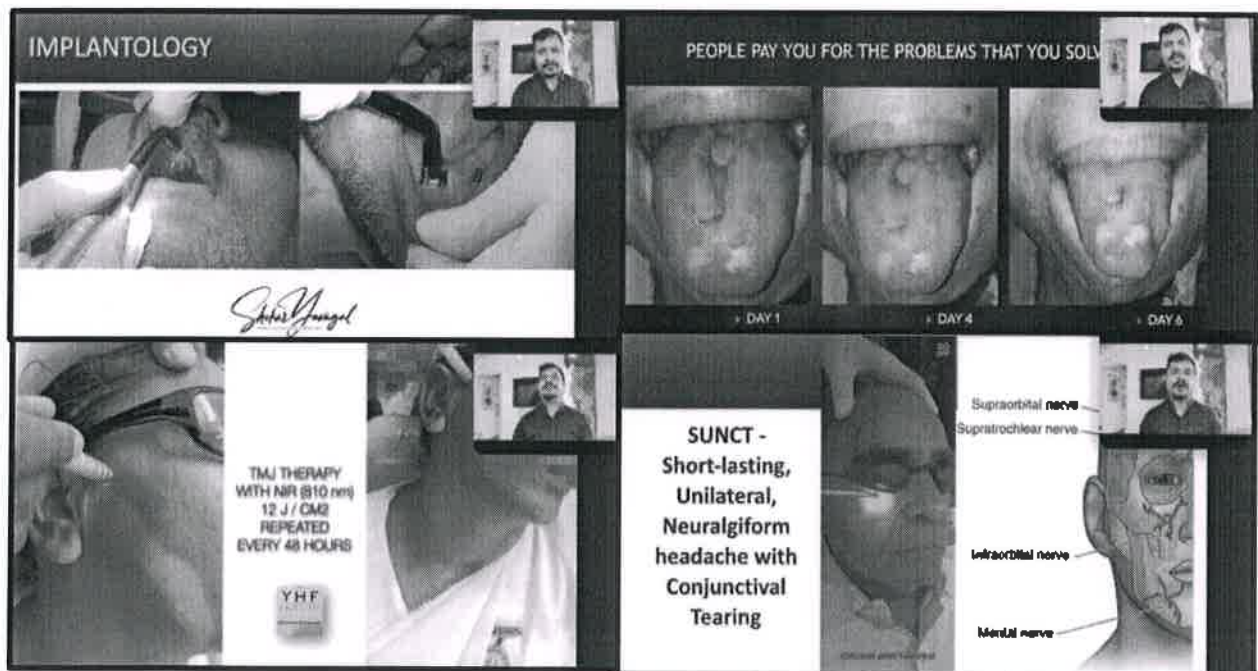 IMPLANTOLOGY
PEOPLE PAY YOU FOR THE PROBLEMS THAT YOU SOLV
› DAY 1
› DAY 4
› DAY 6
TMJ THERAPY
WITH NIR (810 nm)
12 J / CM2
REPEATED
EVERY 48 HOURS
YHF
SUNCT -
Short-lasting,
Unilateral,
Neuralgiform
headache with
Conjunctival
Tearing
Supraorbital nerve
Supratrochlear nerve
Infraorbital nerve
Mental nerve